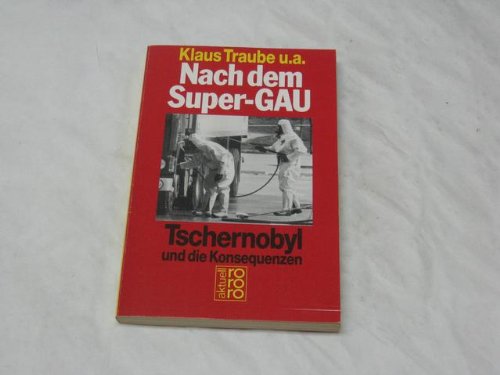 Klaus Traube u.a.
Nach dem
Super-GAU
Tschernobyl
und die Konsequenzen
aktuell
ro
ro
ro